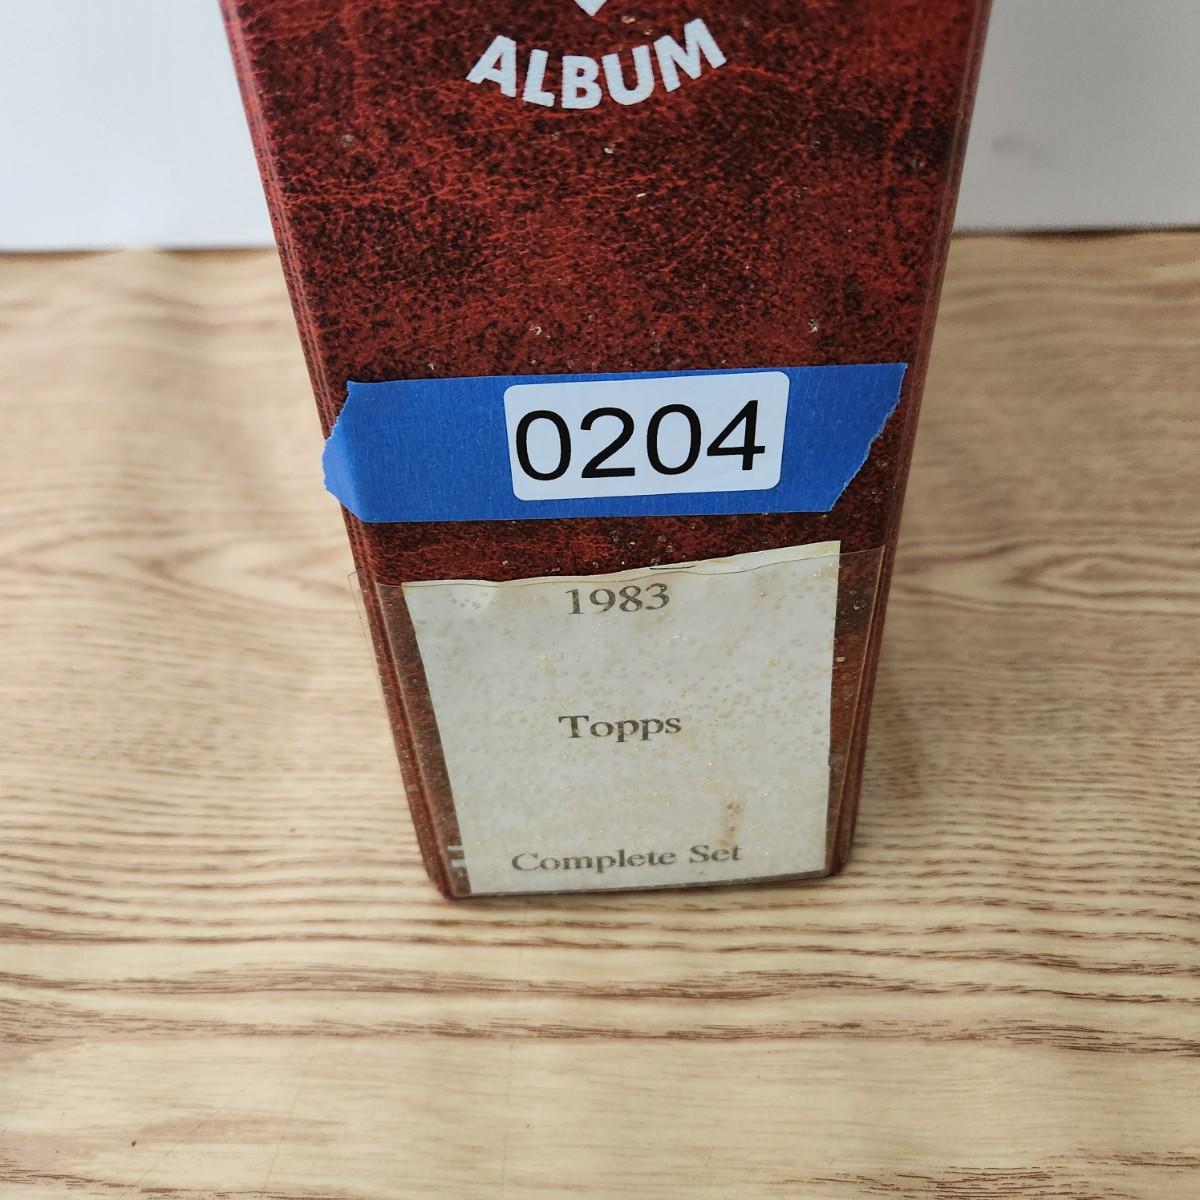 ALBUM
0204
1983
Topps
Complete Set